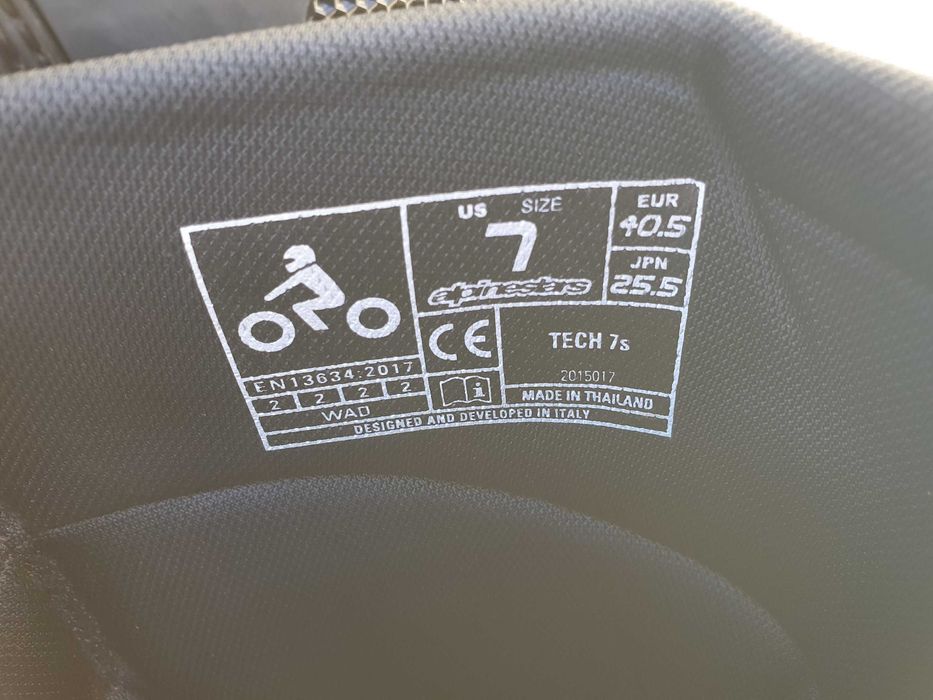 US SIZE
7
alpinestars
EUR
40.5
JPN
25.5
CE
TECH 7s
2015017
EN13634:2017
2 2 2 2
WAD
i
MADE IN THAILAND
DESIGNED AND DEVELOPED IN ITALY